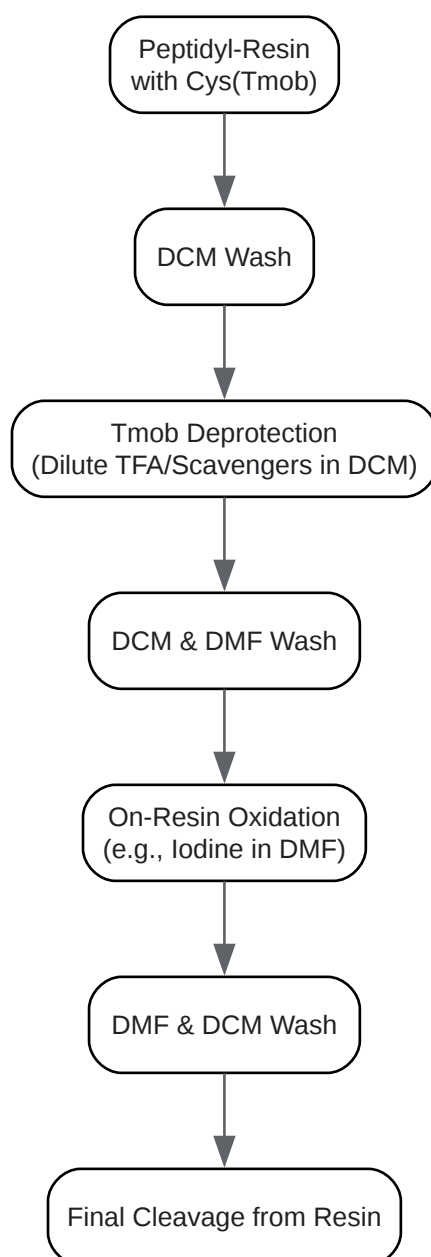 Peptidyl-Resin
with Cys(Tmob)
DCM Wash
Tmob Deprotection
(Dilute TFA/Scavengers in DCM)
DCM & DMF Wash
On-Resin Oxidation
(e.g., Iodine in DMF)
DMF & DCM Wash
Final Cleavage from Resin